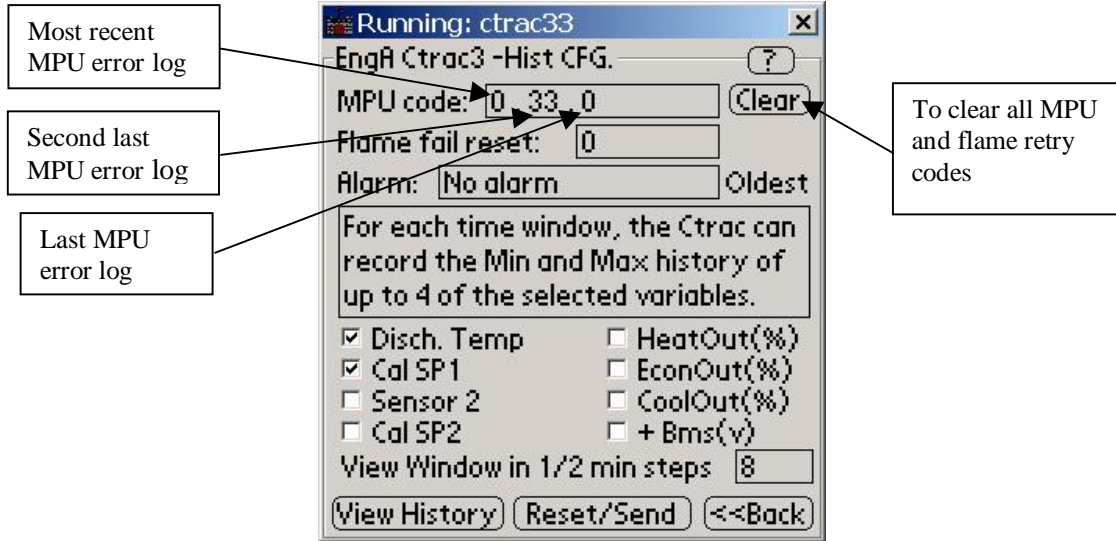 Most recent
MPU error log
Second last
MPU error log
Last MPU
error log
Running: ctrac33
EngA Ctrac3 -Hist CFG.
?
MPU code: 0 , 33 , 0
Clear
Flame fail reset: 0
Alarm: No alarm Oldest
For each time window, the Ctrac can
record the Min and Max history of
up to 4 of the selected variables.
Disch. Temp HeatOut(%)
Cal SP1 EconOut(%)
Sensor 2 CoolOut(%)
Cal SP2 + Bms(v)
View Window in 1/2 min steps 8
View History Reset/Send <<Back
To clear all MPU
and flame retry
codes